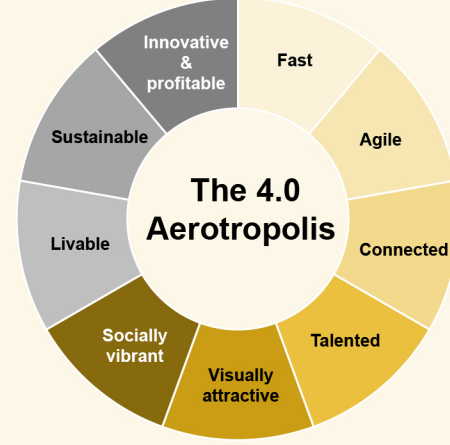 The 4.0
Aerotropolis
Fast
Agile
Connected
Talented
Visually
attractive
Socially
vibrant
Livable
Sustainable
Innovative
&
profitable